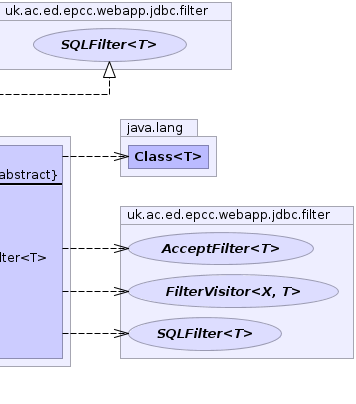 uk.ac.ed.epcc.webapp.jdbc.filter
SQLFilter<T>
java.lang
Class<T>
abstract}
uk.ac.ed.epcc.webapp.jdbc.filter
AcceptFilter<T>
lter<T>
FilterVisitor<X, T>
SQLFilter<T>